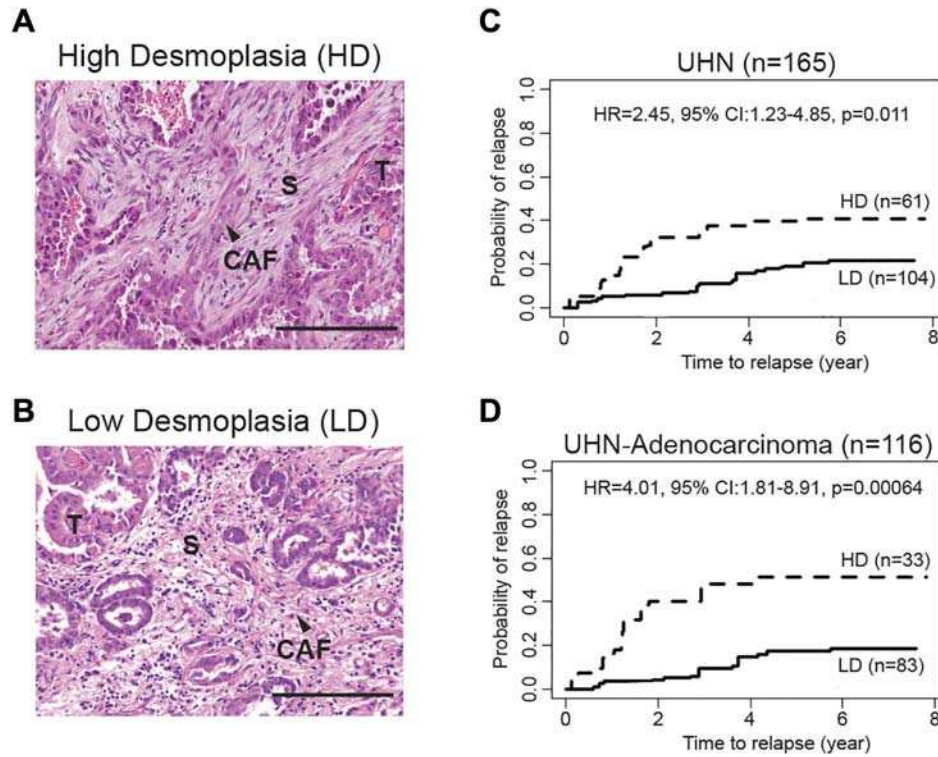 A
High Desmoplasia (HD)
T
S
CAF
B
Low Desmoplasia (LD)
T
S
CAF
C
UHN (n=165)
HR=2.45, 95% CI:1.23-4.85, p=0.011
Probability of relapse
0.0 0.2 0.4 0.6 0.8 1.0
HD (n=61)
LD (n=104)
0 2 4 6 8
Time to relapse (year)
D
UHN-Adenocarcinoma (n=116)
HR=4.01, 95% CI:1.81-8.91, p=0.00064
Probability of relapse
0.0 0.2 0.4 0.6 0.8 1.0
HD (n=33)
LD (n=83)
0 2 4 6 8
Time to relapse (year)